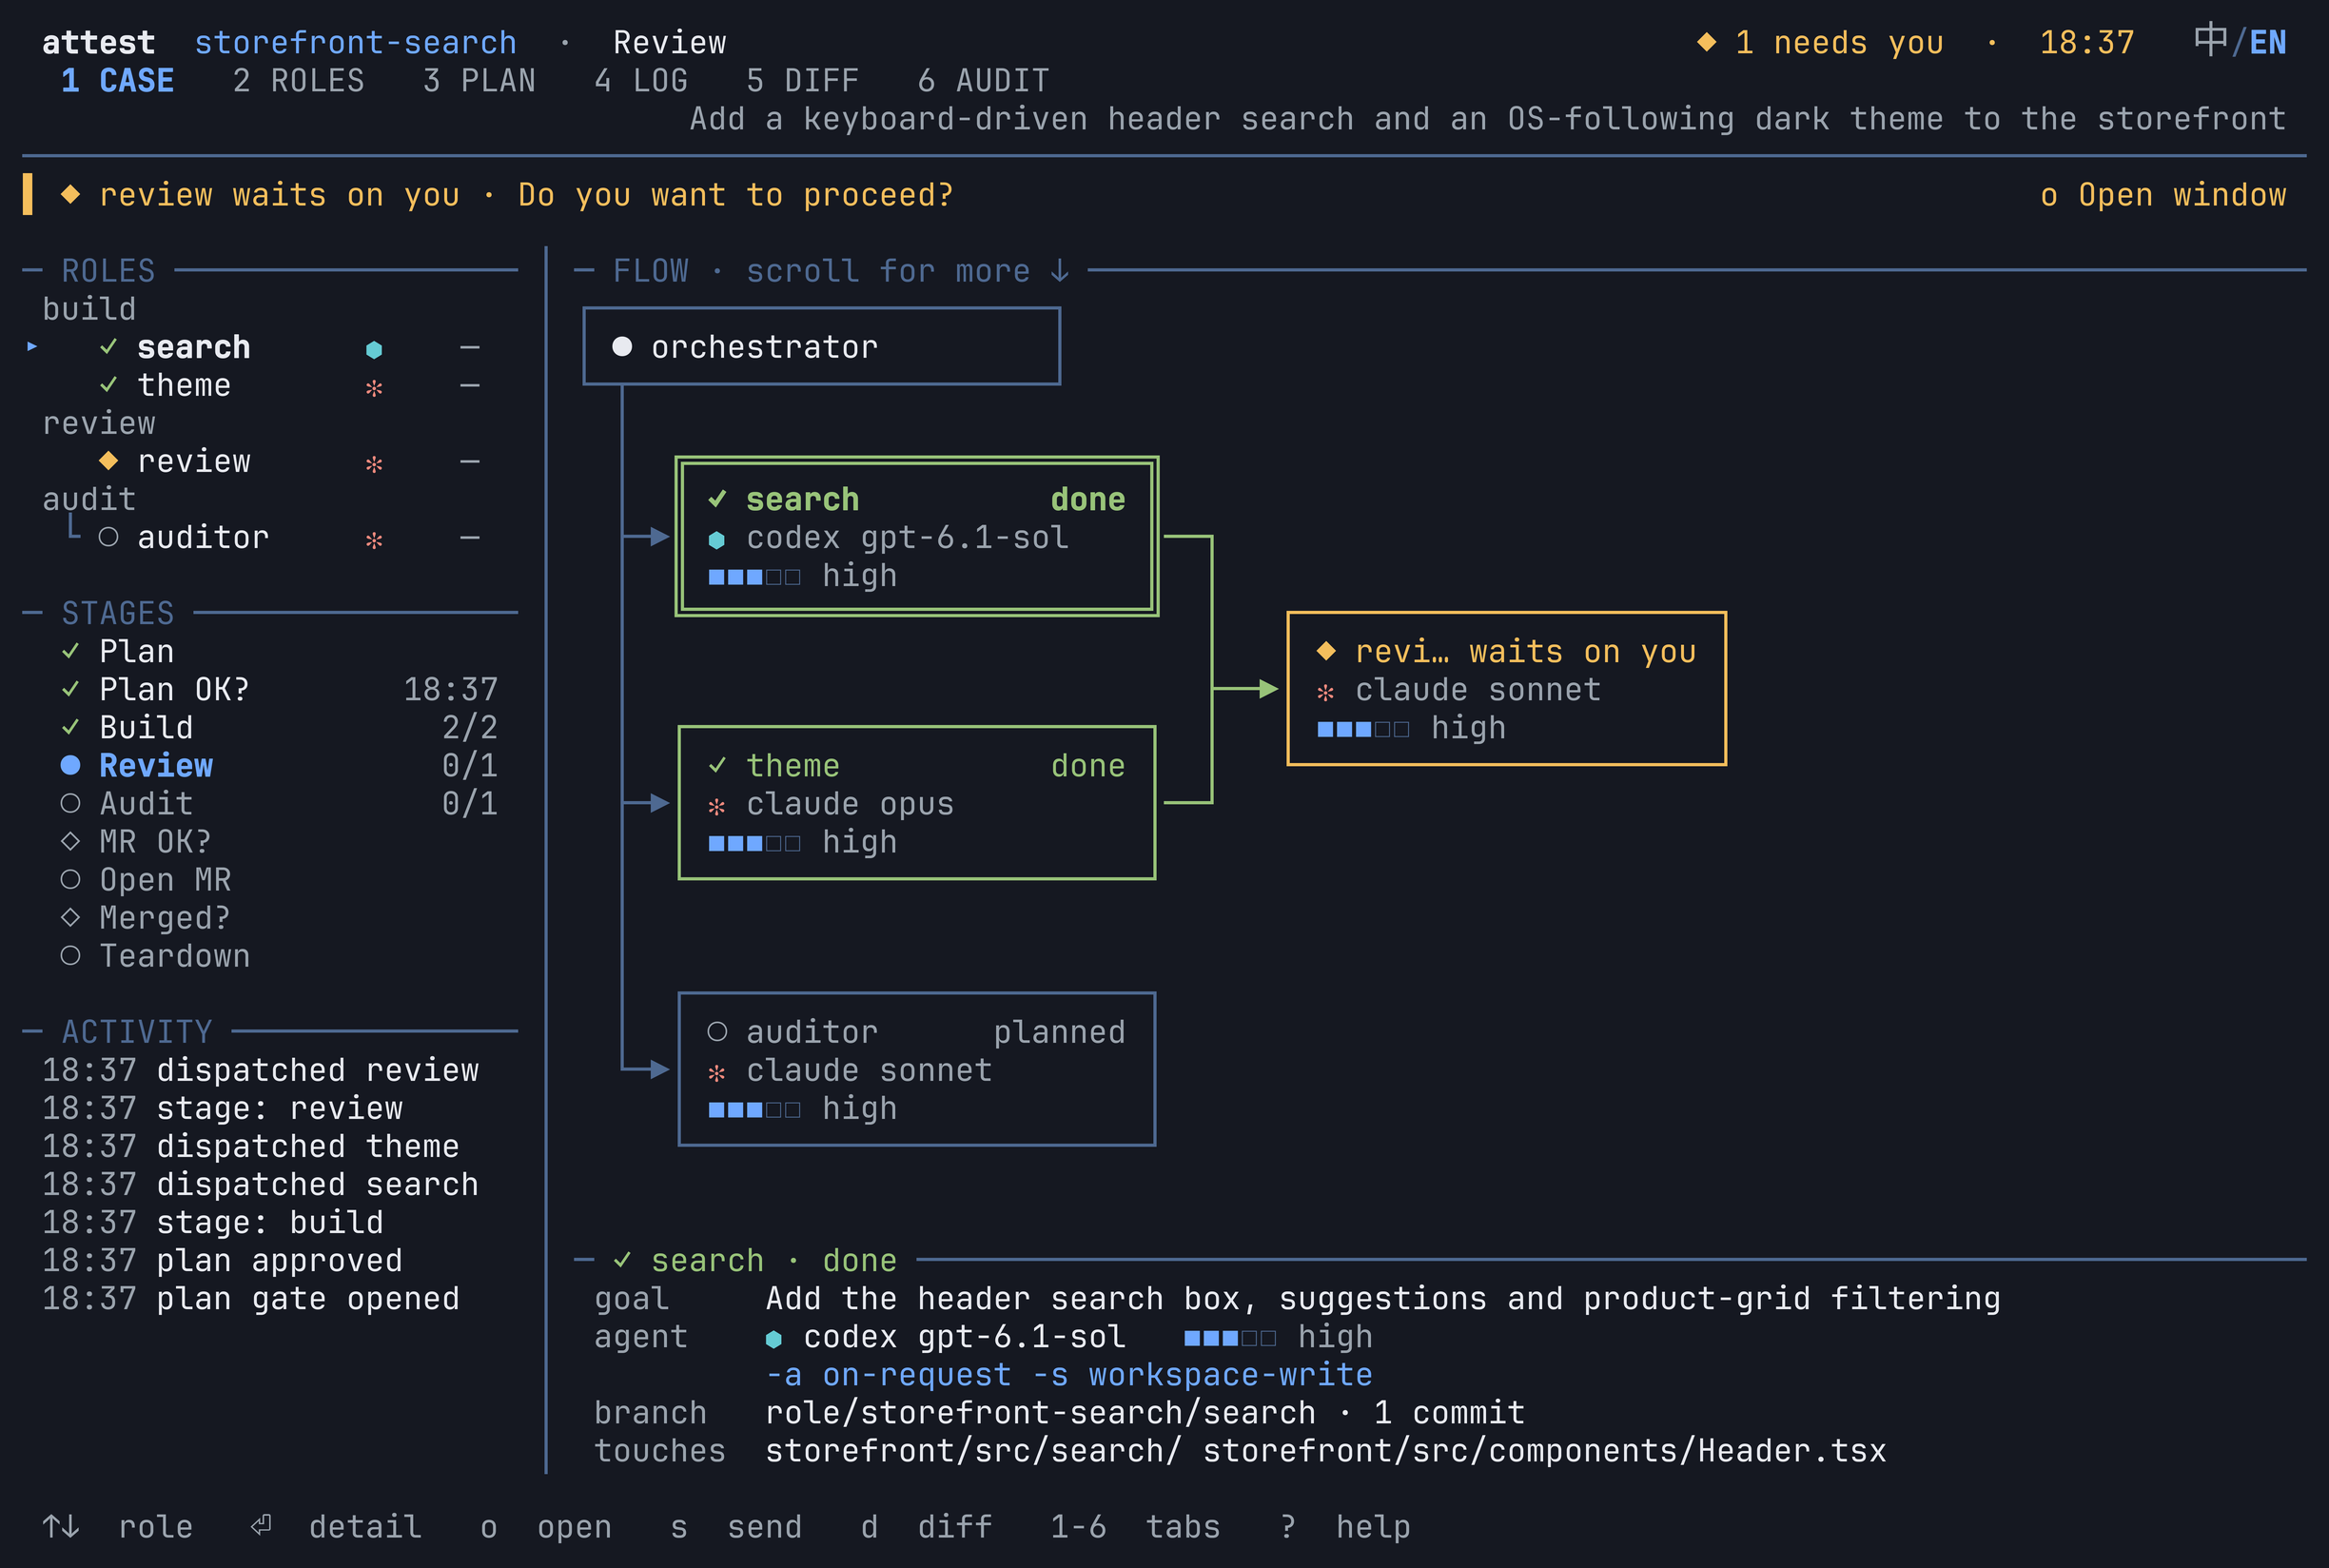 attest storefront-search · Review ◆ 1 needs you · 18:37 中/EN
1 CASE 2 ROLES 3 PLAN 4 LOG 5 DIFF 6 AUDIT
Add a keyboard-driven header search and an OS-following dark theme to the storefront
◆ review waits on you · Do you want to proceed? o Open window
ROLES
build
▸ ✓ search ⬢ —
✓ theme ✻ —
review
◆ review ✻ —
audit
└ ○ auditor ✻ —
STAGES
✓ Plan
✓ Plan OK? 18:37
✓ Build 2/2
● Review 0/1
○ Audit 0/1
◇ MR OK?
○ Open MR
◇ Merged?
○ Teardown
ACTIVITY
18:37 dispatched review
18:37 stage: review
18:37 dispatched theme
18:37 dispatched search
18:37 stage: build
18:37 plan approved
18:37 plan gate opened
FLOW · scroll for more ↓
● orchestrator
✓ search done
⬢ codex gpt-6.1-sol
■■■□□ high
✓ theme done
✻ claude opus
■■■□□ high
◆ revi… waits on you
✻ claude sonnet
■■■□□ high
○ auditor planned
✻ claude sonnet
■■■□□ high
✓ search · done
goal Add the header search box, suggestions and product-grid filtering
agent ⬢ codex gpt-6.1-sol ■■■□□ high
-a on-request -s workspace-write
branch role/storefront-search/search · 1 commit
touches storefront/src/search/ storefront/src/components/Header.tsx
↑↓ role ⏎ detail o open s send d diff 1-6 tabs ? help